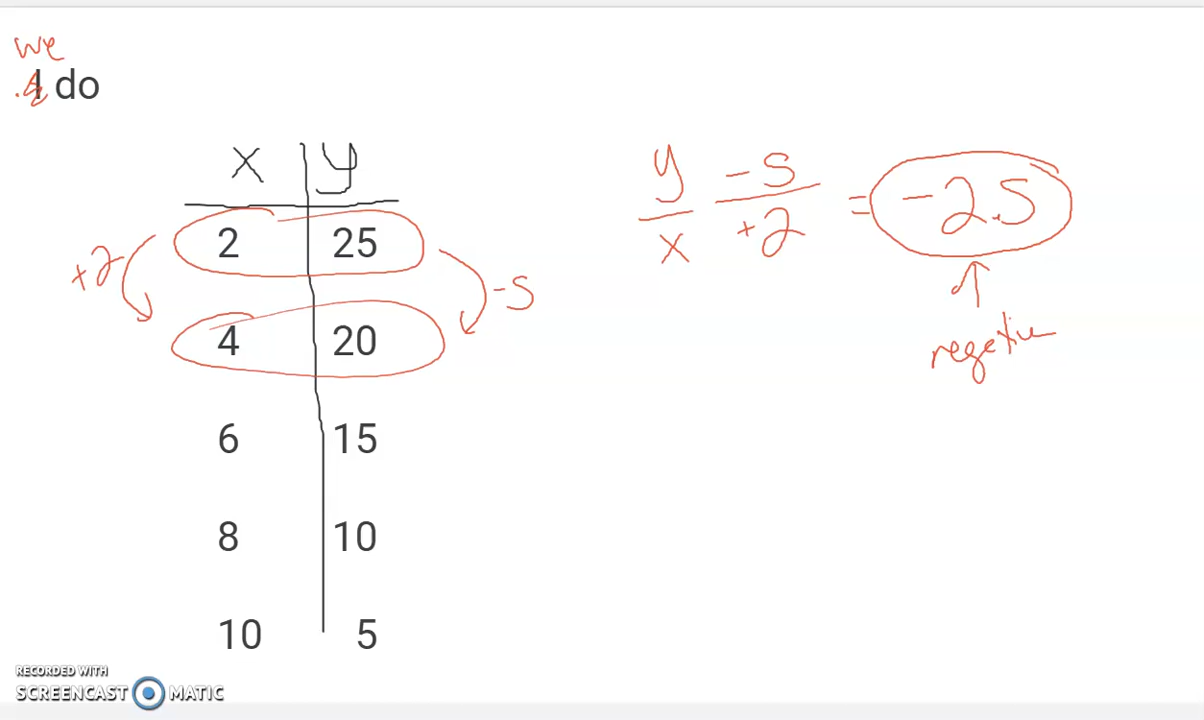 we
.I do
x y
2 25
+2
-5
4 20
6 15
8 10
10 5
y/x -5/+2 = -2.5
negative
RECORDED WITH
SCREENCAST MATIC